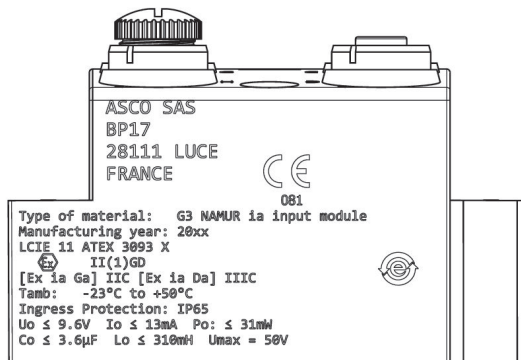 ASCO SAS
BP17
28111 LUCE
FRANCE
CE
081
Type of material: G3 NAMUR ia input module
Manufacturing year: 20xx
LCIE 11 ATEX 3093 X
Ex II(1)GD
[Ex ia Ga] IIC [Ex ia Da] IIIC
Tamb: -23°C to +50°C
Ingress Protection: IP65
Uo ≤ 9.6V Io ≤ 13mA Po: ≤ 31mW
Co ≤ 3.6µF Lo ≤ 310mH Umax = 50V